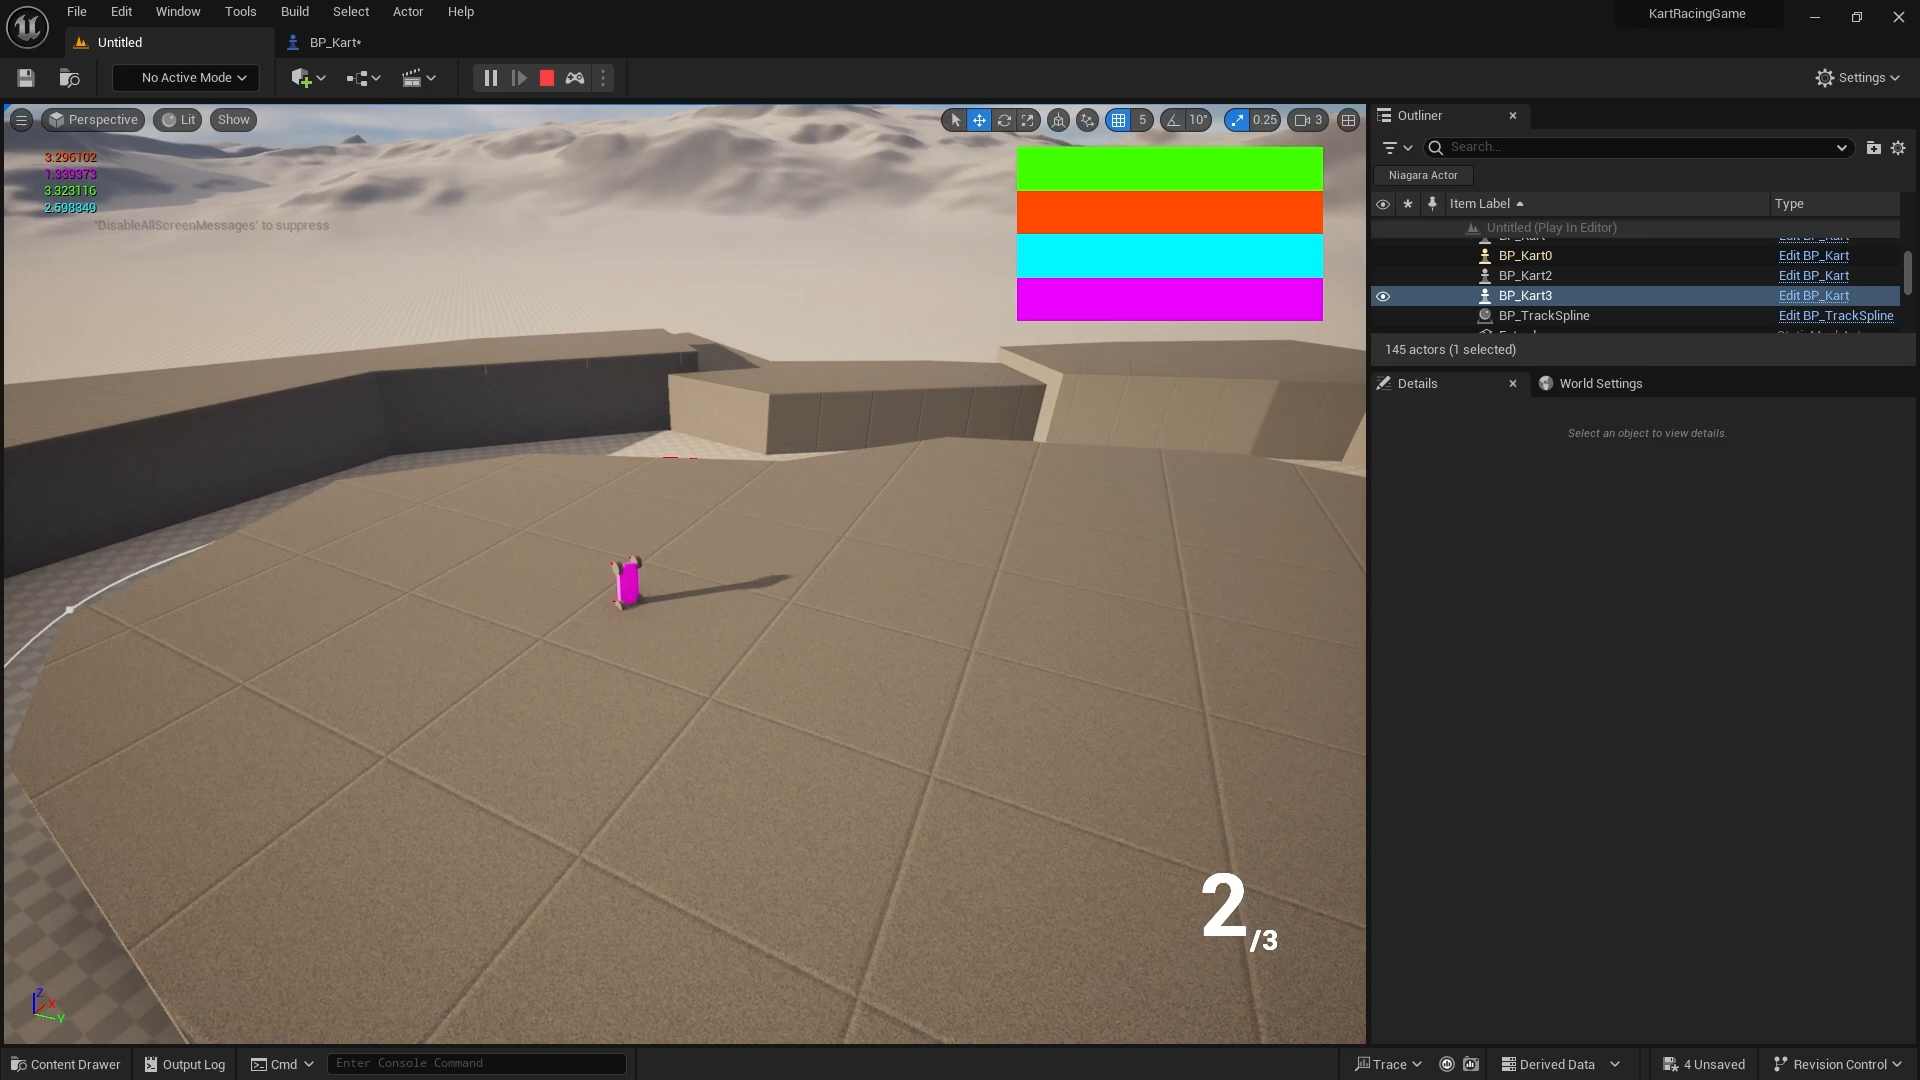 File Edit Window Tools Build Select Actor Help
KartRacingGame
Untitled
BP_Kart*
No Active Mode
Settings
Perspective
Lit
Show
5
10°
0.25
3
3.296102
1.339373
3.323116
2.598349
'DisableAllScreenMessages' to suppress
2/3
Z
X
Y
Outliner
Search...
Niagara Actor
Item Label
Type
Untitled (Play In Editor)
BP_Kart Edit BP_Kart
BP_Kart0 Edit BP_Kart
BP_Kart2 Edit BP_Kart
BP_Kart3 Edit BP_Kart
BP_TrackSpline Edit BP_TrackSpline
145 actors (1 selected)
Details
World Settings
Select an object to view details.
Content Drawer
Output Log
Cmd
Enter Console Command
Trace
Derived Data
4 Unsaved
Revision Control